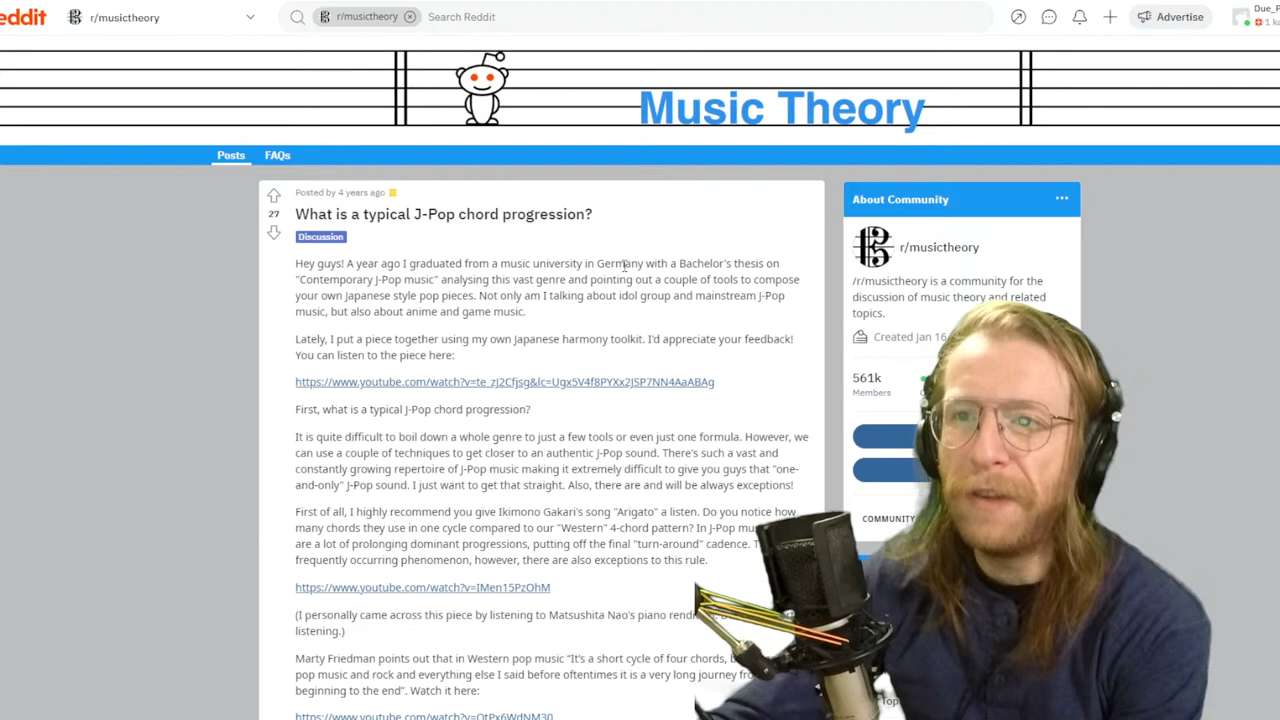 eddit
r/musictheory
r/musictheory
Search Reddit
Advertise
Due_P
Music Theory
Posts
FAQs
Posted by 4 years ago
27
What is a typical J-Pop chord progression?
Discussion
Hey guys! A year ago I graduated from a music university in Germany with a Bachelor's thesis on
"Contemporary J-Pop music" analysing this vast genre and pointing out a couple of tools to compose
your own Japanese style pop pieces. Not only am I talking about idol group and mainstream J-Pop
music, but also about anime and game music.
Lately, I put a piece together using my own Japanese harmony toolkit. I'd appreciate your feedback!
You can listen to the piece here:
https://www.youtube.com/watch?v=te_zJ2Cfjsg&lc=Ugx5V4f8PYXx2JSP7NN4AaABAg
First, what is a typical J-Pop chord progression?
It is quite difficult to boil down a whole genre to just a few tools or even just one formula. However, we
can use a couple of techniques to get closer to an authentic J-Pop sound. There's such a vast and
constantly growing repertoire of J-Pop music making it extremely difficult to give you guys that "one-
and-only" J-Pop sound. I just want to get that straight. Also, there are and will be always exceptions!
First of all, I highly recommend you give Ikimono Gakari's song "Arigato" a listen. Do you notice how
many chords they use in one cycle compared to our "Western" 4-chord pattern? In J-Pop
are a lot of prolonging dominant progressions, putting off the final "turn-around" cadence.
frequently occurring phenomenon, however, there are also exceptions to this rule.
https://www.youtube.com/watch?v=IMen15PzOhM
(I personally came across this piece by listening to Matsushita Nao's piano
listening.)
Marty Friedman points out that in Western pop music "It's a short cycle of four chords,
pop music and rock and everything else I said before oftentimes it is a very long journey
beginning to the end". Watch it here:
https://www.youtube.com/watch?v=QtPx6WdNM30
About Community
r/musictheory
/r/musictheory is a community for the
discussion of music theory and related
topics.
Created Jan 16
561k
Members
COMMUNITY